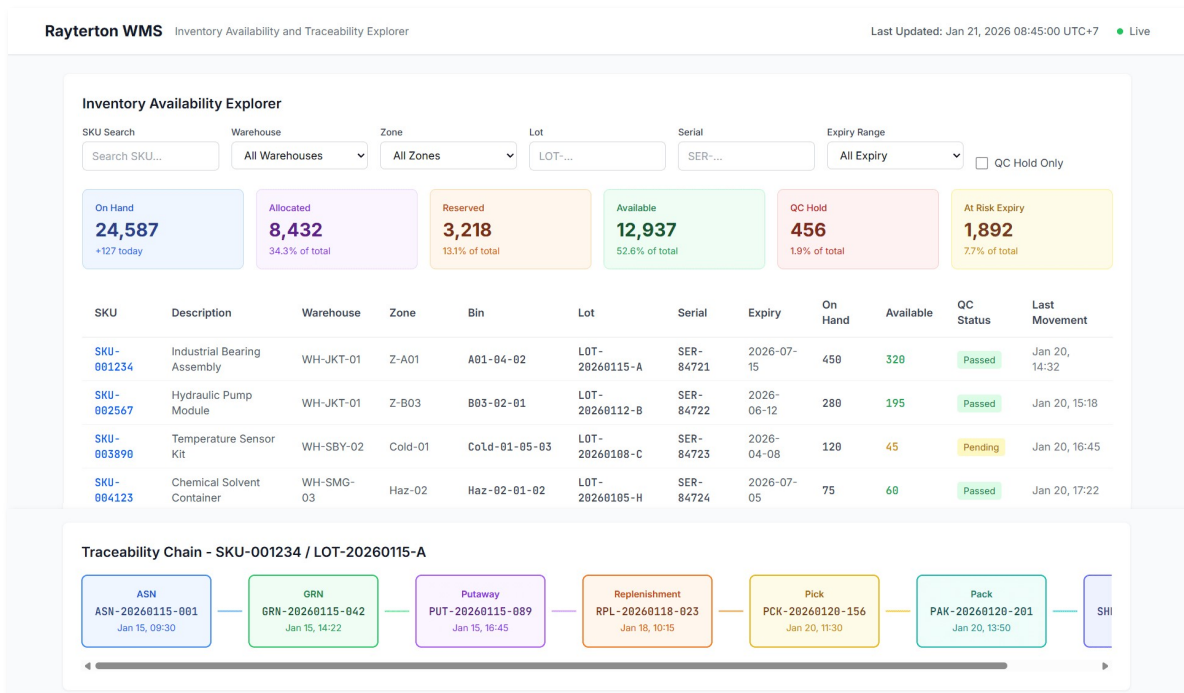 Rayterton WMS Inventory Availability and Traceability Explorer
Last Updated: Jan 21, 2026 08:45:00 UTC+7 Live
Inventory Availability Explorer
SKU Search Warehouse Zone Lot Serial Expiry Range
Search SKU... All Warehouses All Zones LOT-... SER-... All Expiry QC Hold Only
On Hand
24,587
+127 today
Allocated
8,432
34.3% of total
Reserved
3,218
13.1% of total
Available
12,937
52.6% of total
QC Hold
456
1.9% of total
At Risk Expiry
1,892
7.7% of total
SKU Description Warehouse Zone Bin Lot Serial Expiry On Hand Available QC Status Last Movement
SKU-001234 Industrial Bearing Assembly WH-JKT-01 Z-A01 A01-04-02 LOT-20260115-A SER-84721 2026-07-15 450 320 Passed Jan 20, 14:32
SKU-002567 Hydraulic Pump Module WH-JKT-01 Z-B03 B03-02-01 LOT-20260112-B SER-84722 2026-06-12 280 195 Passed Jan 20, 15:18
SKU-003890 Temperature Sensor Kit WH-SBY-02 Cold-01 Cold-01-05-03 LOT-20260108-C SER-84723 2026-04-08 120 45 Pending Jan 20, 16:45
SKU-004123 Chemical Solvent Container WH-SMG-03 Haz-02 Haz-02-01-02 LOT-20260105-H SER-84724 2026-07-05 75 60 Passed Jan 20, 17:22
Traceability Chain - SKU-001234 / LOT-20260115-A
ASN
ASN-20260115-001
Jan 15, 09:30
GRN
GRN-20260115-042
Jan 15, 14:22
Putaway
PUT-20260115-089
Jan 15, 16:45
Replenishment
RPL-20260118-023
Jan 18, 10:15
Pick
PCK-20260120-156
Jan 20, 11:30
Pack
PAK-20260120-201
Jan 20, 13:50